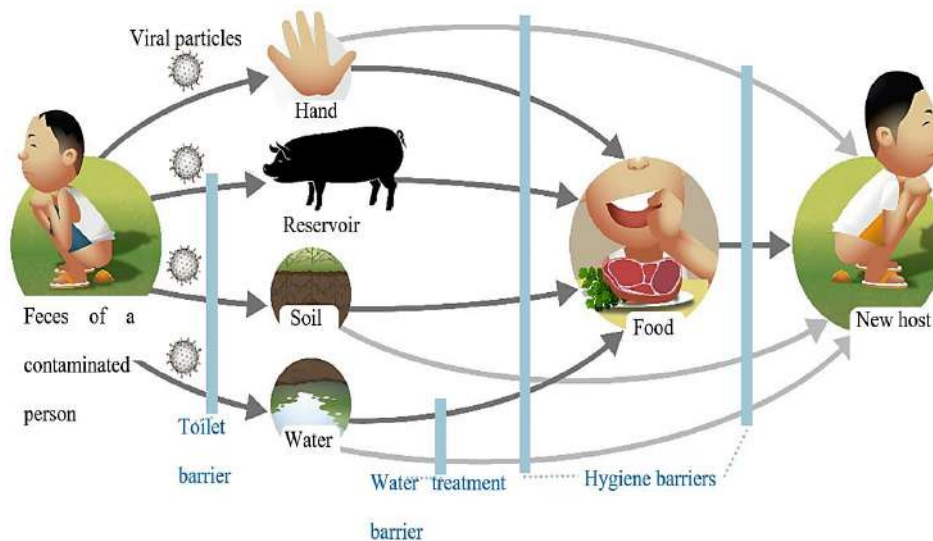 Viral particles
Hand
Reservoir
Soil
Water
Feces of a
contaminated
person
Toilet
barrier
Water treatment
barrier
Hygiene barriers
Food
New host